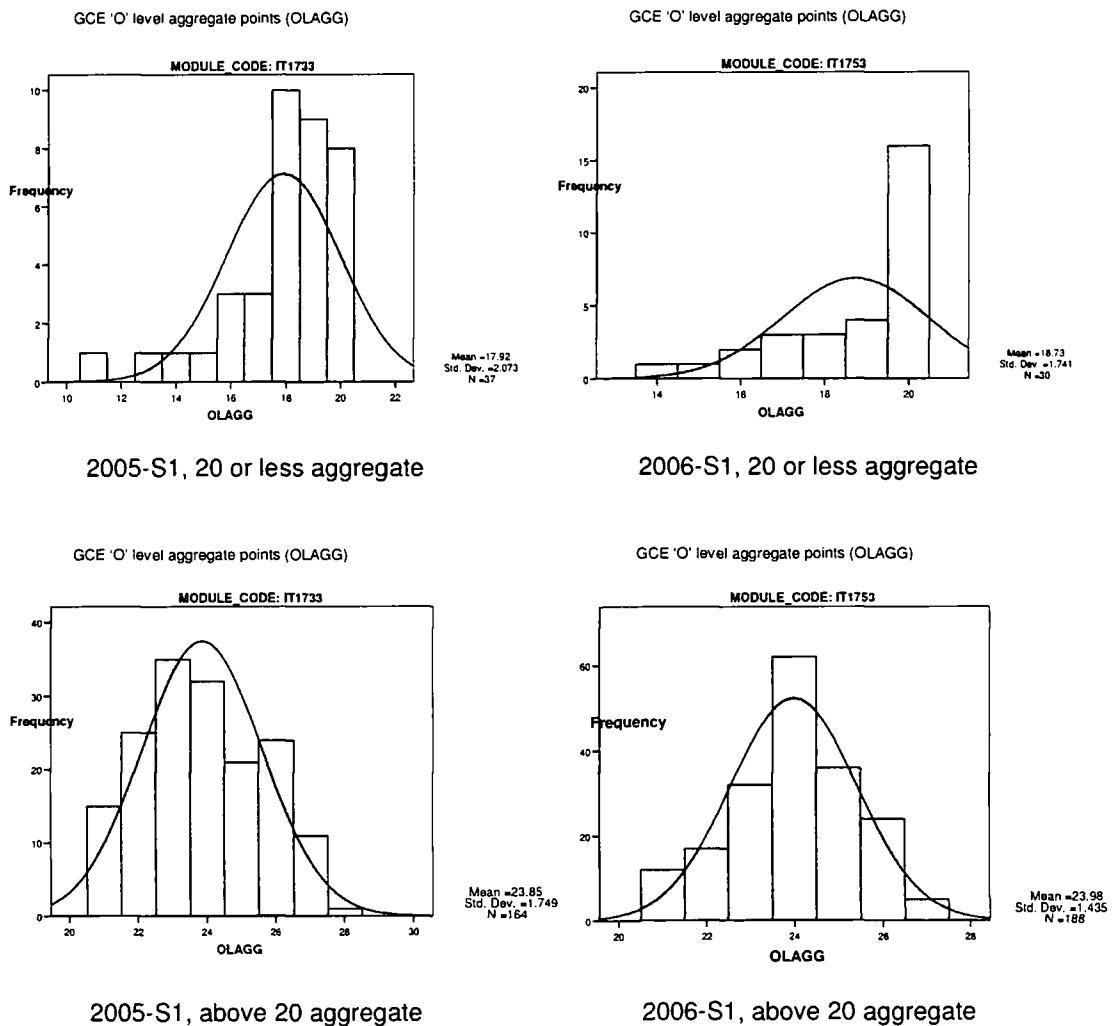 GCE 'O' level aggregate points (OLAGG)
MODULE_CODE: IT1733
10
8
Frequency
6
4
2
0
10 12 14 16 18 20 22
OLAGG
Mean =17.92
Std. Dev. =2.073
N =37
2005-S1, 20 or less aggregate
GCE 'O' level aggregate points (OLAGG)
MODULE_CODE: IT1753
20
15
Frequency
10
5
0
14 16 18 20
OLAGG
Mean =18.73
Std. Dev =1.741
N =30
2006-S1, 20 or less aggregate
GCE 'O' level aggregate points (OLAGG)
MODULE_CODE: IT1733
40
30
Frequency
20
10
0
20 22 24 26 28 30
OLAGG
Mean =23.85
Std. Dev. =1.749
N =164
2005-S1, above 20 aggregate
GCE 'O' level aggregate points (OLAGG)
MODULE_CODE: IT1753
60
Frequency
40
20
0
20 22 24 26 28
OLAGG
Mean =23.98
Std. Dev. =1.435
N =188
2006-S1, above 20 aggregate